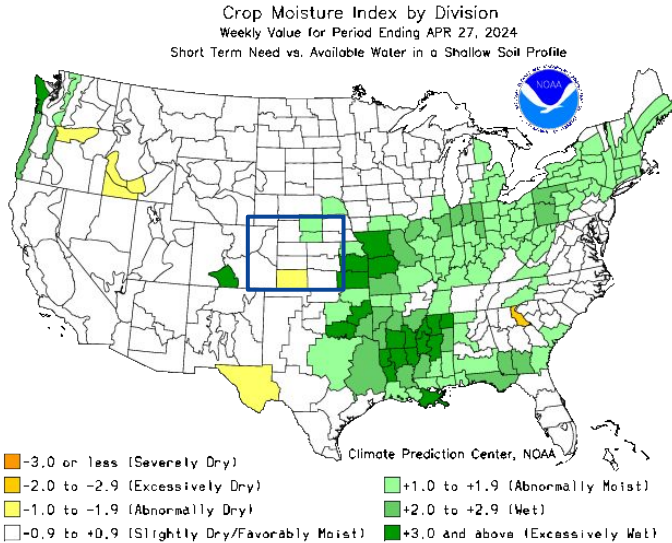 Crop Moisture Index by Division
Weekly Value for Period Ending APR 27, 2024
Short Term Need vs. Available Water in a Shallow Soil Profile
NOAA
Climate Prediction Center, NOAA
-3.0 or less (Severely Dry)
-2.0 to -2.9 (Excessively Dry)
-1.0 to -1.9 (Abnormally Dry)
-0.9 to +0.9 (Slightly Dry/Favorably Moist)
+1.0 to +1.9 (Abnormally Moist)
+2.0 to +2.9 (Wet)
+3.0 and above (Excessively Wet)